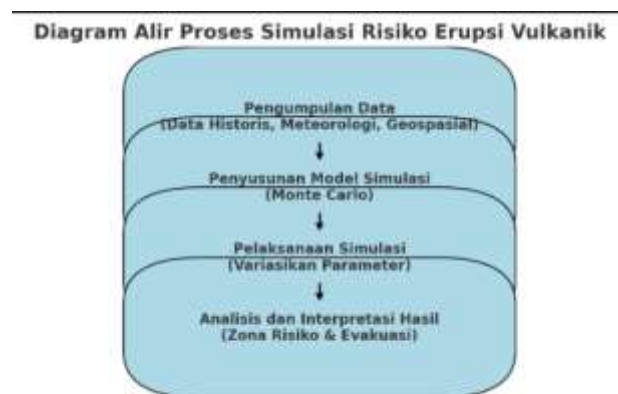 Diagram Alir Proses Simulasi Risiko Erupsi Vulkanik
Pengumpulan Data
(Data Historis, Meteorologi, Geospasial)
Penyusunan Model Simulasi
(Monte Carlo)
Pelaksanaan Simulasi
(Variasikan Parameter)
Analisis dan Interpretasi Hasil
(Zona Risiko & Evakuasi)